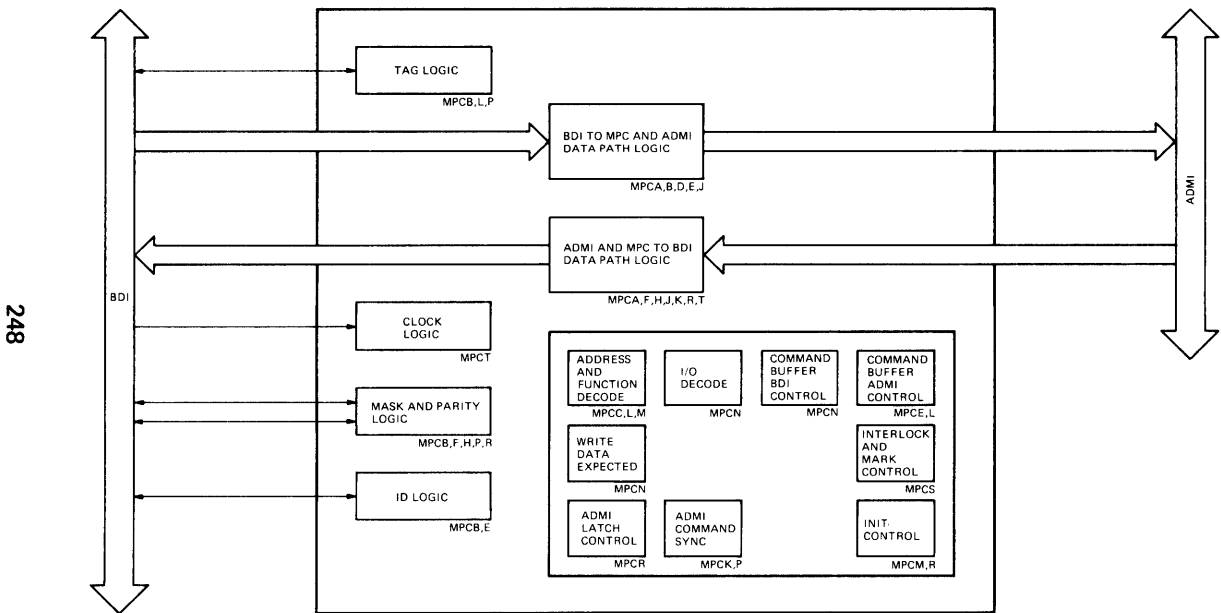 TAG LOGIC
MPCB,L,P
BDI TO MPC AND ADMI
DATA PATH LOGIC
MPCA,B,D,E,J
ADMI
ADMI AND MPC TO BDI
DATA PATH LOGIC
MPCA,F,H,J,K,R,T
BDI
248
CLOCK
LOGIC
MPCT
MASK AND PARITY
LOGIC
MPCB,F,H,P,R
ID LOGIC
MPCB,E
ADDRESS
AND
FUNCTION
DECODE
MPCC,L,M
I/O
DECODE
MPCN
COMMAND
BUFFER
BDI
CONTROL
MPCN
COMMAND
BUFFER
ADMI
CONTROL
MPCE,L
WRITE
DATA
EXPECTED
MPCN
INTERLOCK
AND
MARK
CONTROL
MPCS
ADMI
LATCH
CONTROL
MPCR
ADMI
COMMAND
SYNC
MPCK,P
INIT
CONTROL
MPCM,R